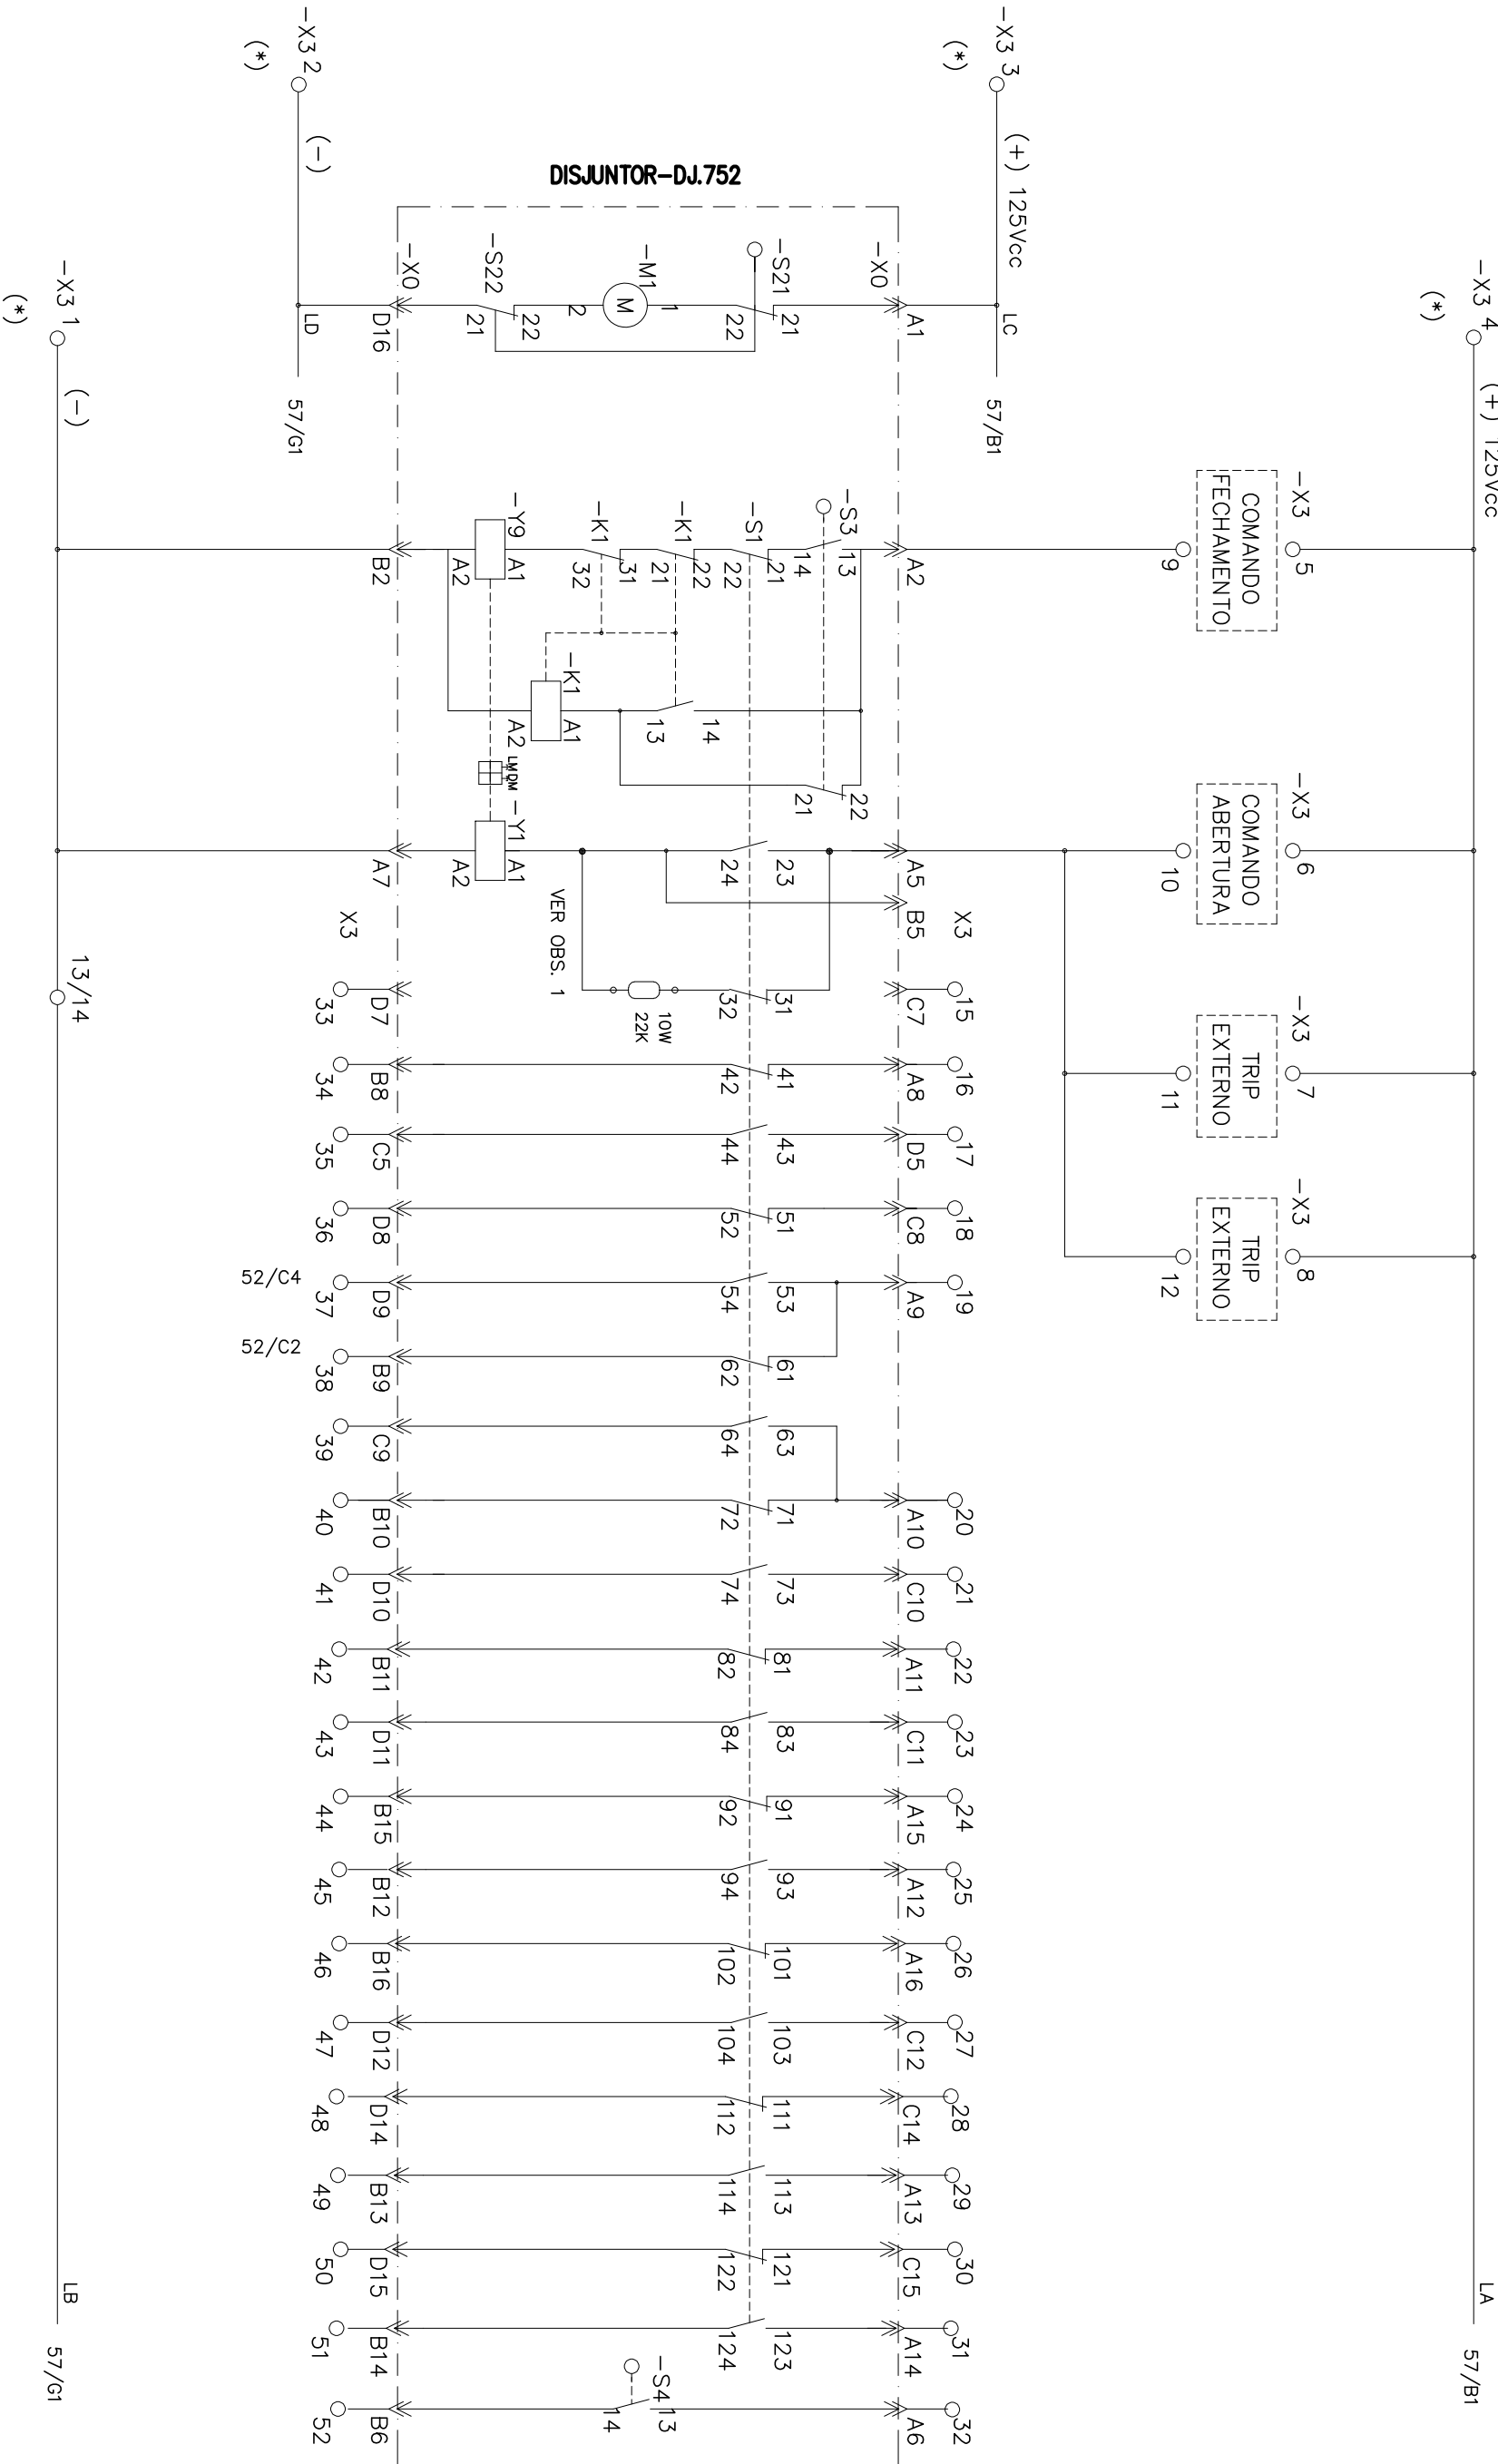 -X3 4
(*)
(+) 125Vcc
LA
57/B1
-X3
5
COMANDO
FECHAMENTO
9
-X3
6
COMANDO
ABERTURA
10
-X3
7
TRIP
EXTERNO
11
-X3
8
TRIP
EXTERNO
12
-X3 3
(*)
(+) 125Vcc
LC
57/B1
X3
15
16
17
18
19
20
21
22
23
24
25
26
27
28
29
30
31
32
-X0
A1
A2
A5
B5
C7
A8
D5
C8
A9
A10
C10
A11
C11
A15
A12
A16
C12
C14
A13
C15
A14
A6
DISJUNTOR-DJ.752
-S21
21
22
-M1
1
M
2
-S22
22
21
-S3
13
14
-S1
21
22
-K1
22
21
-K1
31
32
-Y9
A1
A2
-K1
A1
A2
14
13
22
21
LM
DM
-Y1
A1
A2
23
24
VER OBS. 1
31
32
10W
22K
41
42
43
44
51
52
53
54
61
62
63
64
71
72
73
74
81
82
83
84
91
92
93
94
101
102
103
104
111
112
113
114
121
122
123
124
-S4
13
14
-X0
D16
B2
A7
D7
B8
C5
D8
D9
B9
C9
B10
D10
B11
D11
B15
B12
B16
D12
D14
B13
D15
B14
B6
X3
33
34
35
36
37
38
39
40
41
42
43
44
45
46
47
48
49
50
51
52
52/C4
52/C2
-X3 2
(*)
(-)
LD
57/G1
-X3 1
(*)
(-)
13/14
LB
57/G1